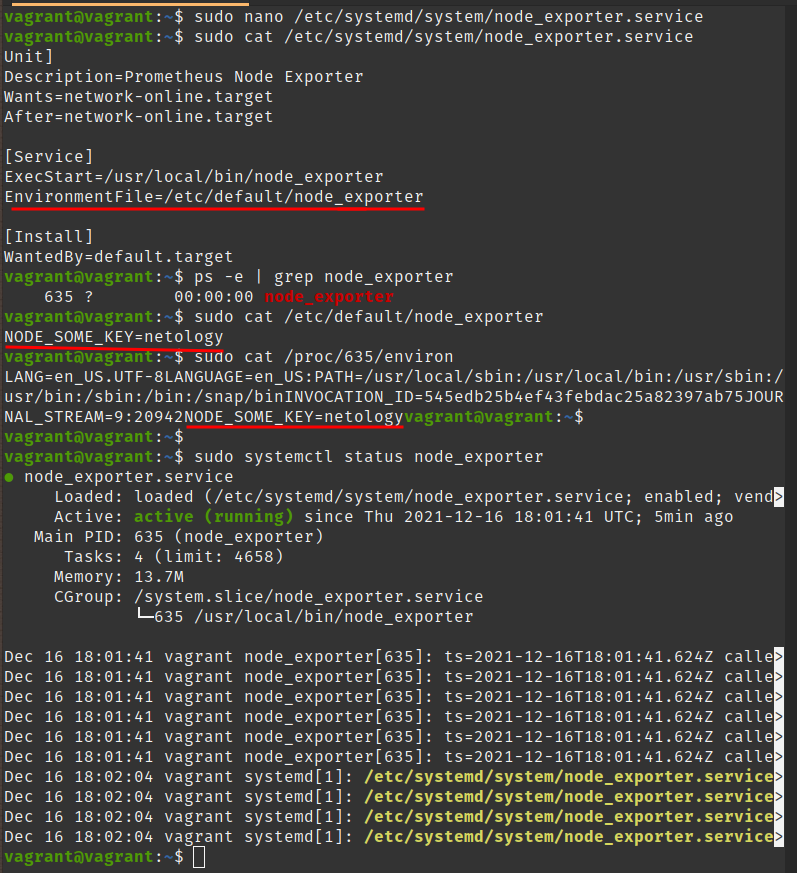 vagrant@vagrant:~$ sudo nano /etc/systemd/system/node_exporter.service
vagrant@vagrant:~$ sudo cat /etc/systemd/system/node_exporter.service
Unit]
Description=Prometheus Node Exporter
Wants=network-online.target
After=network-online.target
[Service]
ExecStart=/usr/local/bin/node_exporter
EnvironmentFile=/etc/default/node_exporter
[Install]
WantedBy=default.target
vagrant@vagrant:~$ ps -e | grep node_exporter
    635 ?        00:00:00 node_exporter
vagrant@vagrant:~$ sudo cat /etc/default/node_exporter
NODE_SOME_KEY=netology
vagrant@vagrant:~$ sudo cat /proc/635/environ
LANG=en_US.UTF-8LANGUAGE=en_US:PATH=/usr/local/sbin:/usr/local/bin:/usr/sbin:/
usr/bin:/sbin:/bin:/snap/binINVOCATION_ID=545edb25b4ef43febdac25a82397ab75JOUR
NAL_STREAM=9:20942NODE_SOME_KEY=netologyvagrant@vagrant:~$
vagrant@vagrant:~$
vagrant@vagrant:~$ sudo systemctl status node_exporter
● node_exporter.service
     Loaded: loaded (/etc/systemd/system/node_exporter.service; enabled; vend>
     Active: active (running) since Thu 2021-12-16 18:01:41 UTC; 5min ago
   Main PID: 635 (node_exporter)
      Tasks: 4 (limit: 4658)
     Memory: 13.7M
     CGroup: /system.slice/node_exporter.service
             └─635 /usr/local/bin/node_exporter
Dec 16 18:01:41 vagrant node_exporter[635]: ts=2021-12-16T18:01:41.624Z calle>
Dec 16 18:01:41 vagrant node_exporter[635]: ts=2021-12-16T18:01:41.624Z calle>
Dec 16 18:01:41 vagrant node_exporter[635]: ts=2021-12-16T18:01:41.624Z calle>
Dec 16 18:01:41 vagrant node_exporter[635]: ts=2021-12-16T18:01:41.624Z calle>
Dec 16 18:01:41 vagrant node_exporter[635]: ts=2021-12-16T18:01:41.624Z calle>
Dec 16 18:01:41 vagrant node_exporter[635]: ts=2021-12-16T18:01:41.624Z calle>
Dec 16 18:02:04 vagrant systemd[1]: /etc/systemd/system/node_exporter.service>
Dec 16 18:02:04 vagrant systemd[1]: /etc/systemd/system/node_exporter.service>
Dec 16 18:02:04 vagrant systemd[1]: /etc/systemd/system/node_exporter.service>
Dec 16 18:02:04 vagrant systemd[1]: /etc/systemd/system/node_exporter.service>
vagrant@vagrant:~$